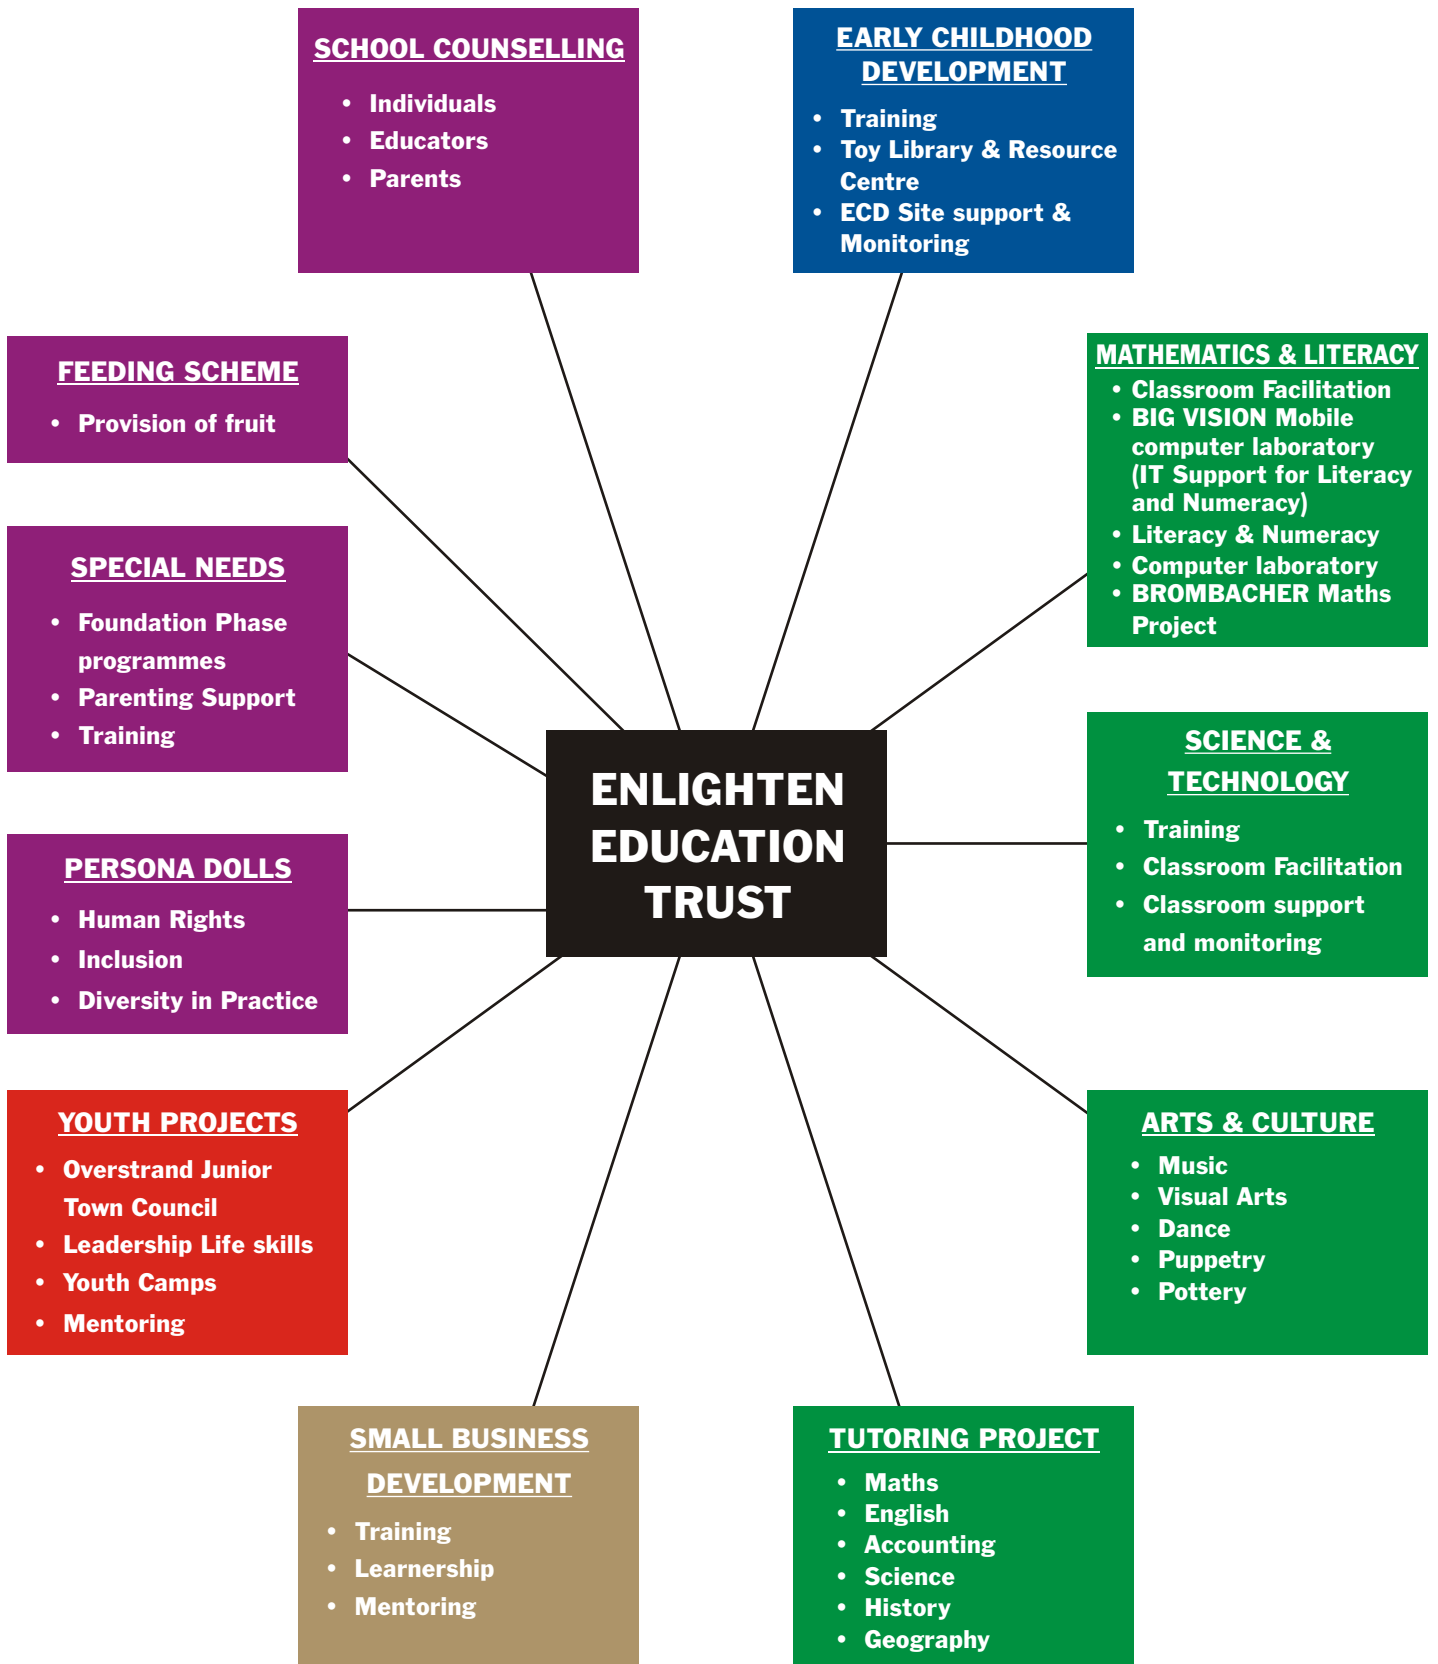 SCHOOL COUNSELLING
• Individuals
• Educators
• Parents
EARLY CHILDHOOD
DEVELOPMENT
• Training
• Toy Library & Resource
Centre
• ECD Site support &
Monitoring
FEEDING SCHEME
• Provision of fruit
MATHEMATICS & LITERACY
• Classroom Facilitation
• BIG VISION Mobile
computer laboratory
(IT Support for Literacy
and Numeracy)
• Literacy & Numeracy
• Computer laboratory
• BROMBACHER Maths
Project
SPECIAL NEEDS
• Foundation Phase
programmes
• Parenting Support
• Training
ENLIGHTEN
EDUCATION
TRUST
SCIENCE &
TECHNOLOGY
• Training
• Classroom Facilitation
• Classroom support
and monitoring
PERSONA DOLLS
• Human Rights
• Inclusion
• Diversity in Practice
YOUTH PROJECTS
• Overstrand Junior
Town Council
• Leadership Life skills
• Youth Camps
• Mentoring
ARTS & CULTURE
• Music
• Visual Arts
• Dance
• Puppetry
• Pottery
SMALL BUSINESS
DEVELOPMENT
• Training
• Learnership
• Mentoring
TUTORING PROJECT
• Maths
• English
• Accounting
• Science
• History
• Geography